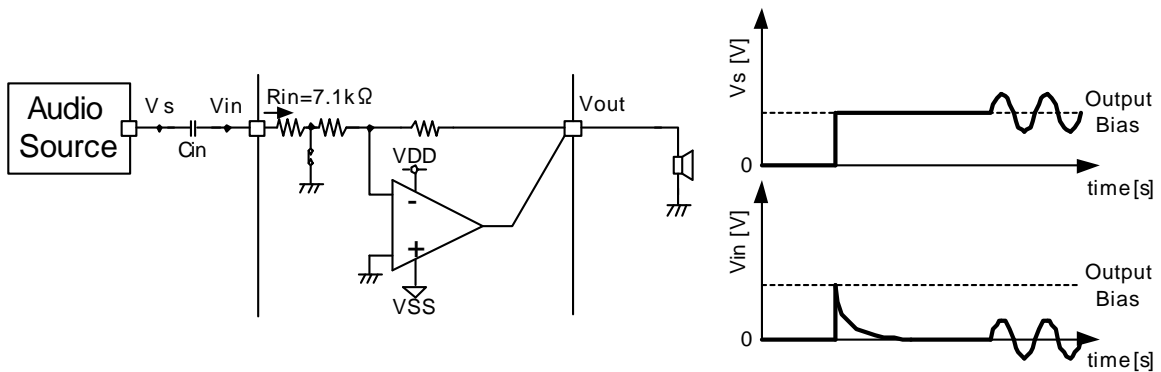 Audio
Source
Vs
Vin
Cin
Rin=7.1kΩ
VDD
-
+
VSS
Vout
Vs [V]
0
Output
Bias
time[s]
Vin [V]
0
Output
Bias
time[s]